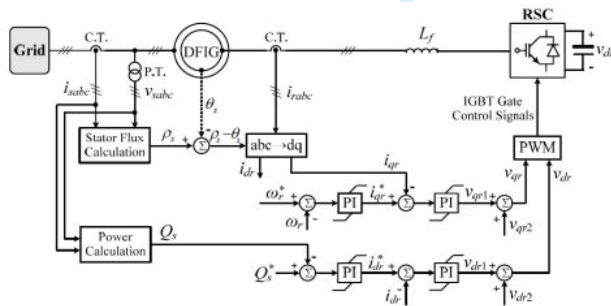 RSC
Grid
C.T.
DFIG
C.T.
L_f
+
-
P.T.
i_sabc
v_sabc
θ_s
i_rabc
IGBT Gate
Control Signals
Stator Flux
Calculation
ρ_s
+
Σ
-
ρ_s−θ_s
abc→dq
PWM
i_dr
i_qr
v_qr
v_dr
ω_r*
+
Σ
-
ω_r
PI
i_qr*
+
Σ
-
PI
v_qr1
+
Σ
+
v_qr2
Power
Calculation
Q_s
Q_s*
+
Σ
-
PI
i_dr*
+
Σ
-
i_dr
PI
v_dr1
+
Σ
+
v_dr2